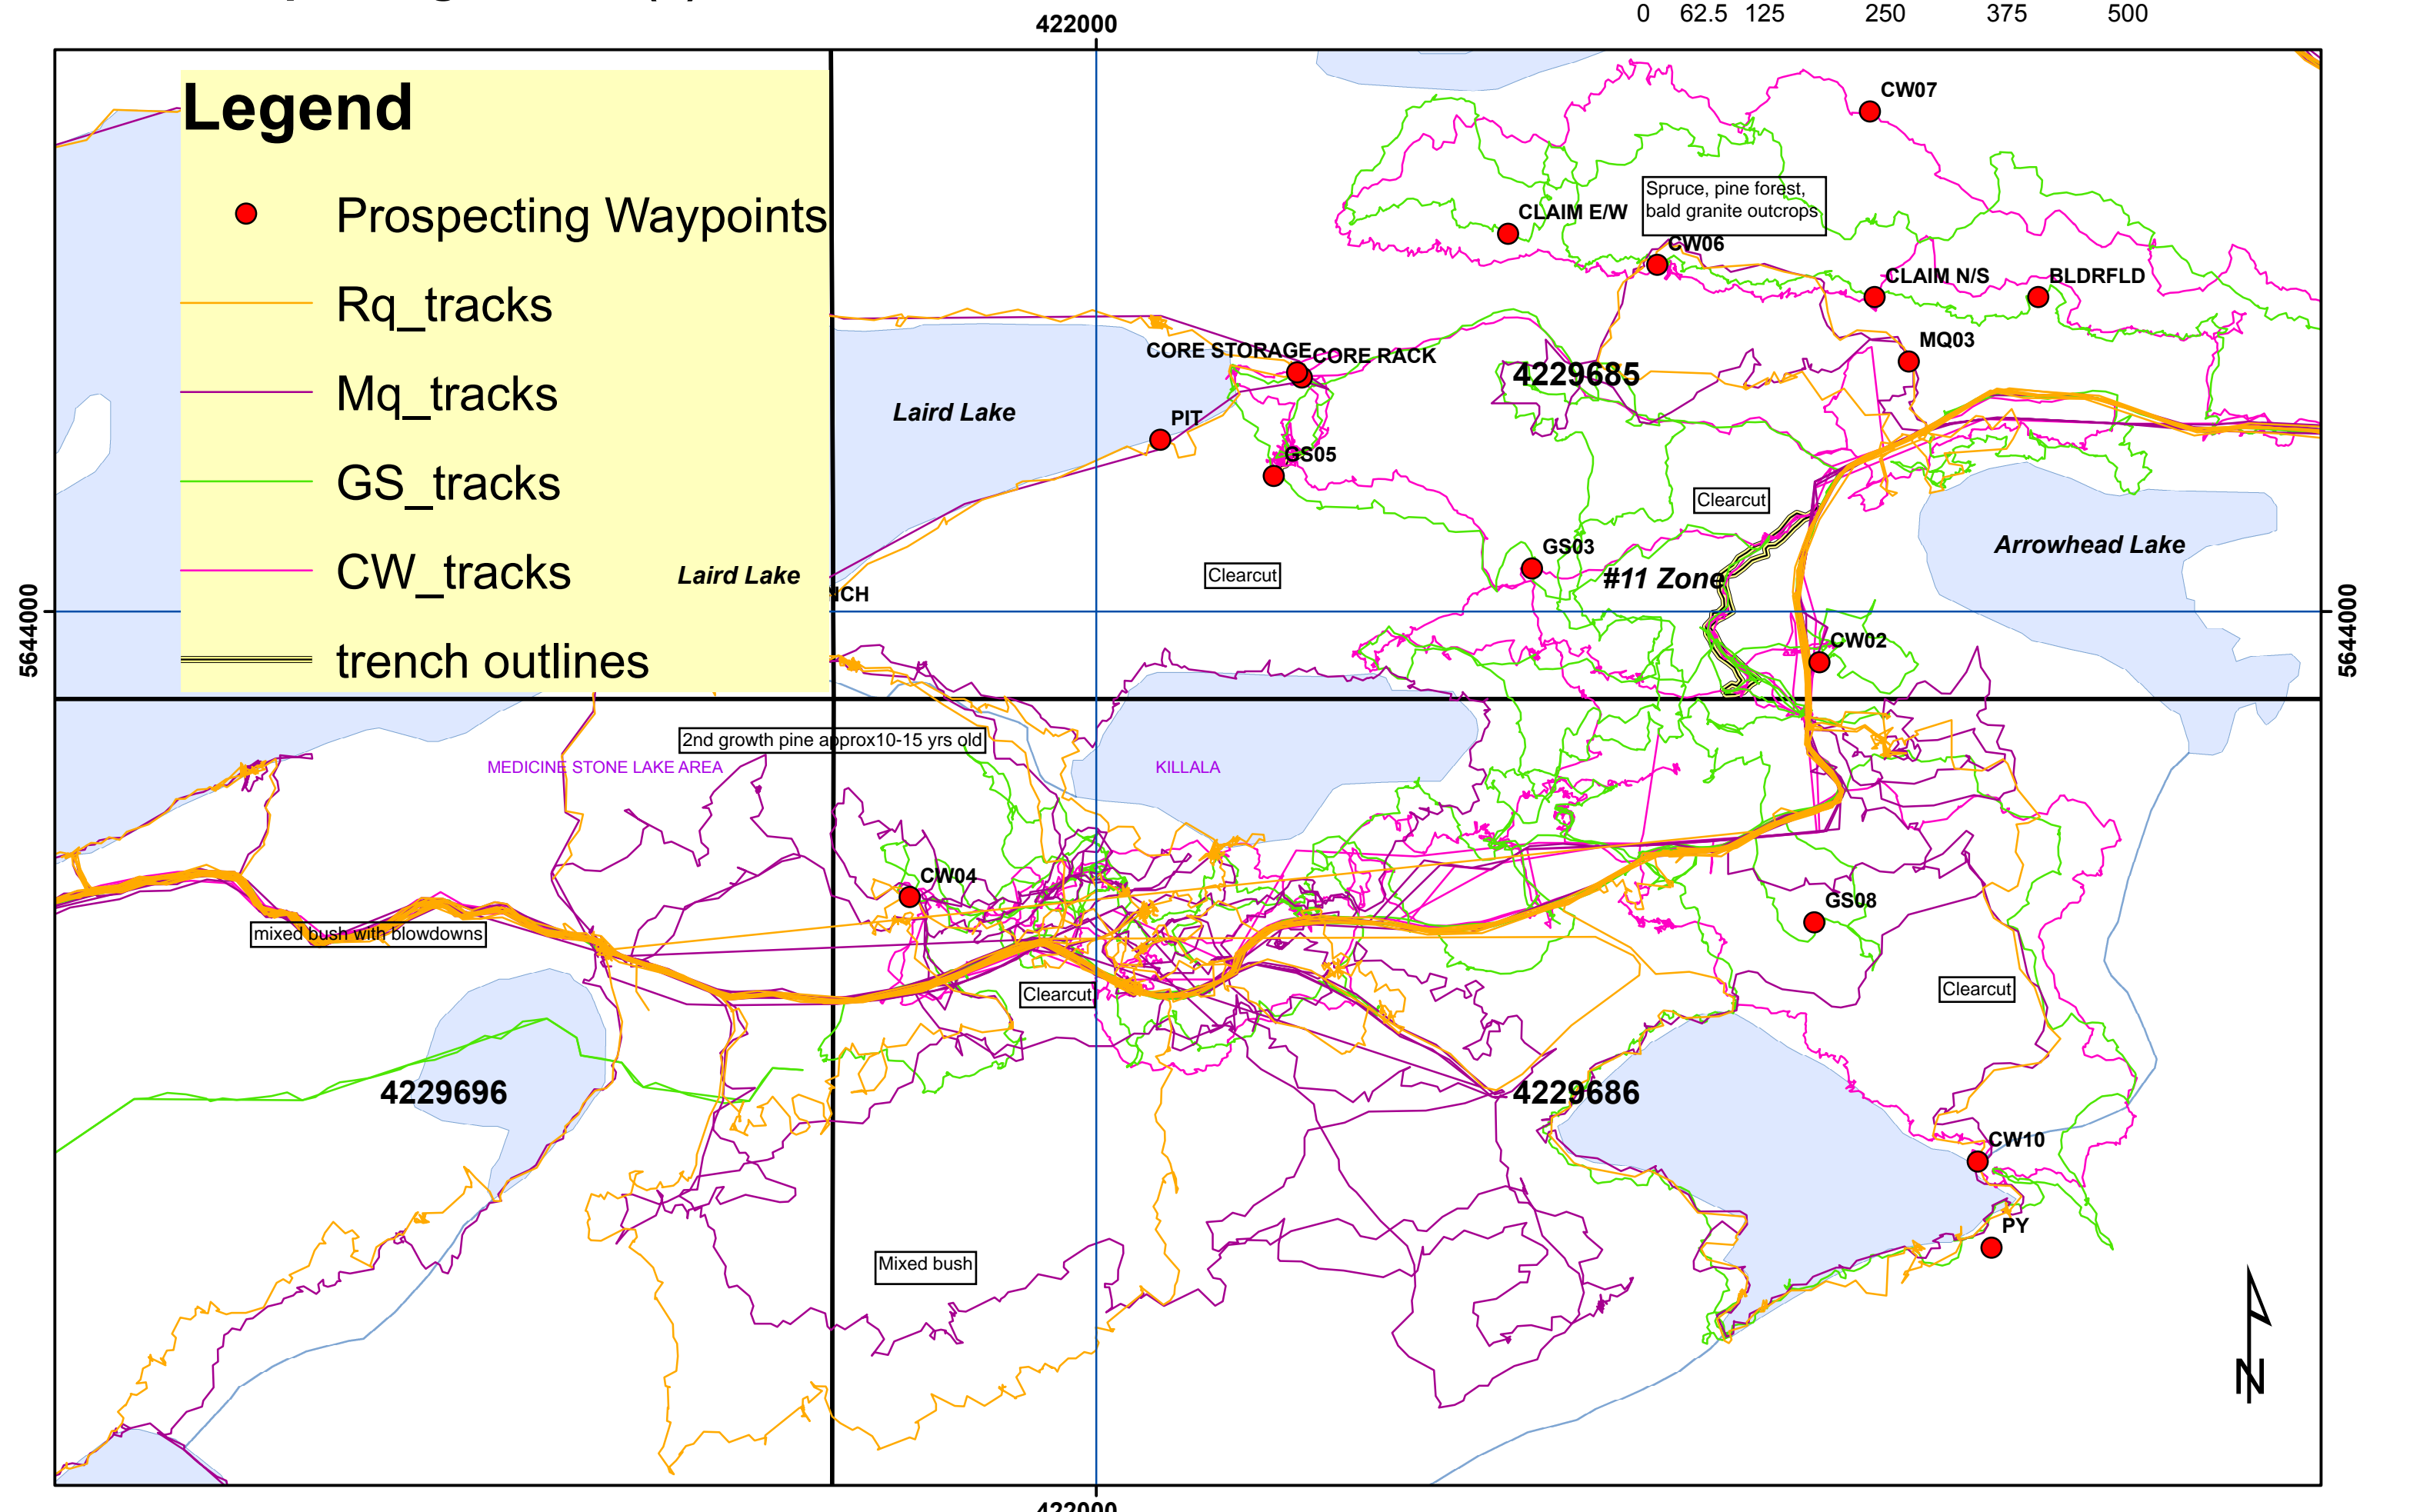 0 62.5 125 250 375 500
422000
Legend
Prospecting Waypoints
Rq_tracks
Mq_tracks
GS_tracks
CW_tracks
trench outlines
CW07
Spruce, pine forest,
bald granite outcrops
CLAIM E/W
CW06
CLAIM N/S
BLDRFLD
MQ03
CORE STORAGE
CORE RACK
4229685
Laird Lake
PIT
GS05
Clearcut
Arrowhead Lake
GS03
Clearcut
#11 Zone
Laird Lake
NCH
5644000
5644000
CW02
2nd growth pine approx10-15 yrs old
MEDICINE STONE LAKE AREA
KILLALA
CW04
GS08
mixed bush with blowdowns
Clearcut
Clearcut
4229696
4229686
CW10
PY
Mixed bush
N
422000